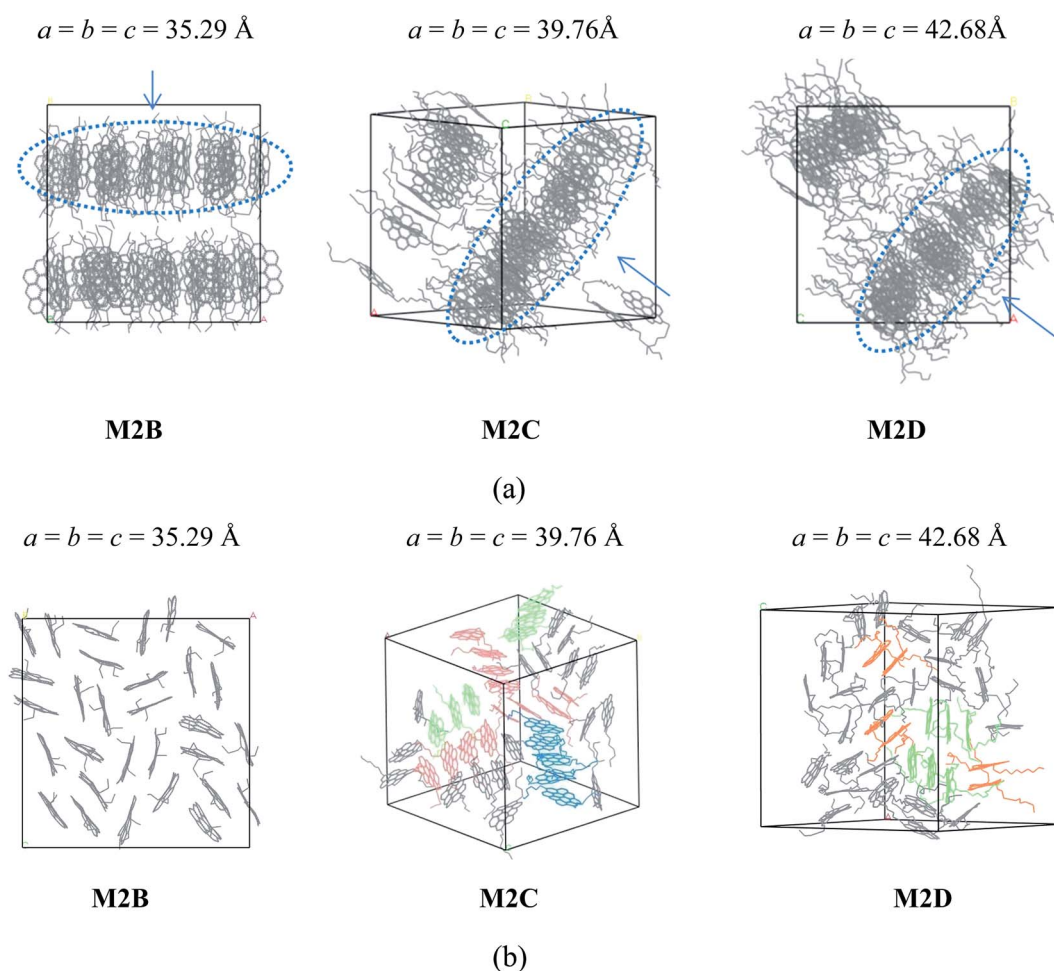 a = b = c = 35.29 Å
a = b = c = 39.76Å
a = b = c = 42.68Å
B
A
B
C
A
B
C
A
M2B
M2C
M2D
(a)
a = b = c = 35.29 Å
a = b = c = 39.76 Å
a = b = c = 42.68 Å
B
A
C
A
C
C
A
M2B
M2C
M2D
(b)